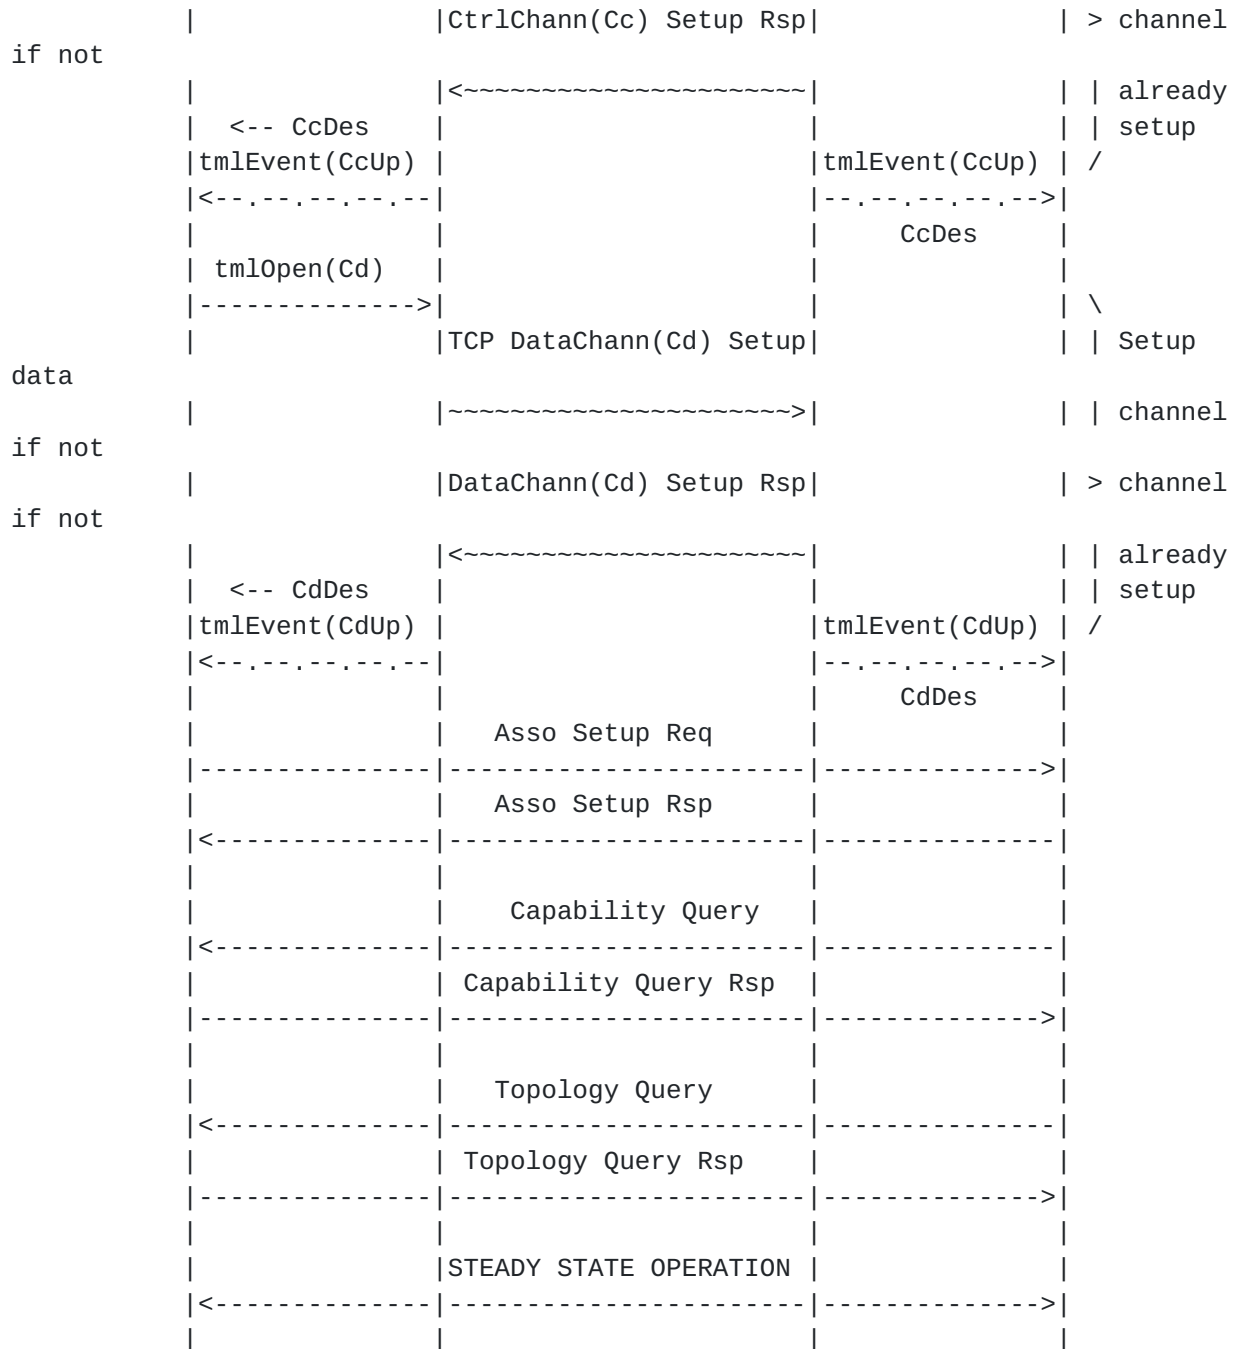 |               |CtrlChann(Cc) Setup Rsp|               | > channel
if not
|               |<~~~~~~~~~~~~~~~~~~~~~~|               | | already
|  <-- CcDes    |                       |               | | setup
|tmlEvent(CcUp) |                       |tmlEvent(CcUp) | /
|<--.--.--.--.--|                       |--.--.--.--.-->|
|               |                       |     CcDes     |
| tmlOpen(Cd)   |                       |               |
|-------------->|                       |               | \
|               |TCP DataChann(Cd) Setup|               | | Setup
data
|               |~~~~~~~~~~~~~~~~~~~~~~>|               | | channel
if not
|               |DataChann(Cd) Setup Rsp|               | > channel
if not
|               |<~~~~~~~~~~~~~~~~~~~~~~|               | | already
|  <-- CdDes    |                       |               | | setup
|tmlEvent(CdUp) |                       |tmlEvent(CdUp) | /
|<--.--.--.--.--|                       |--.--.--.--.-->|
|               |                       |     CdDes     |
|               |   Asso Setup Req      |               |
|---------------|-----------------------|-------------->|
|               |   Asso Setup Rsp      |               |
|<--------------|-----------------------|---------------|
|               |                       |               |
|               |    Capability Query   |               |
|<--------------|-----------------------|---------------|
|               | Capability Query Rsp  |               |
|---------------|-----------------------|-------------->|
|               |                       |               |
|               |   Topology Query      |               |
|<--------------|-----------------------|---------------|
|               | Topology Query Rsp    |               |
|---------------|-----------------------|-------------->|
|               |                       |               |
|               |STEADY STATE OPERATION |               |
|<--------------|-----------------------|-------------->|
|               |                       |               |